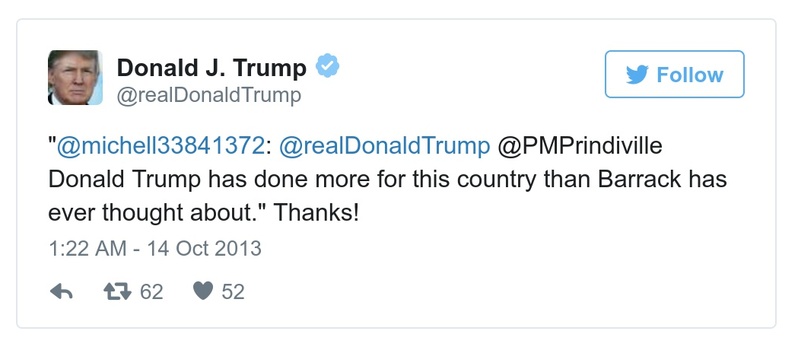 Donald J. Trump
@realDonaldTrump
Follow
"@michell33841372: @realDonaldTrump @PMPrindiville
Donald Trump has done more for this country than Barrack has
ever thought about." Thanks!
1:22 AM - 14 Oct 2013
62 52